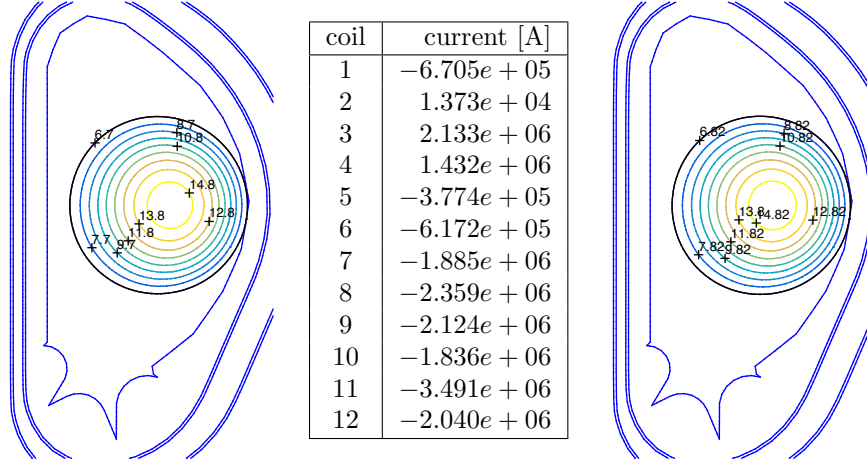 6.7
8.7
10.8
14.8
13.8
12.8
7.7
9.7
coil current [A]
1 −6.705e + 05
2 1.373e + 04
3 2.133e + 06
4 1.432e + 06
5 −3.774e + 05
6 −6.172e + 05
7 −1.885e + 06
8 −2.359e + 06
9 −2.124e + 06
10 −1.836e + 06
11 −3.491e + 06
12 −2.040e + 06
6.82
8.82
10.82
14.82
12.82
11.82
7.82
9.82